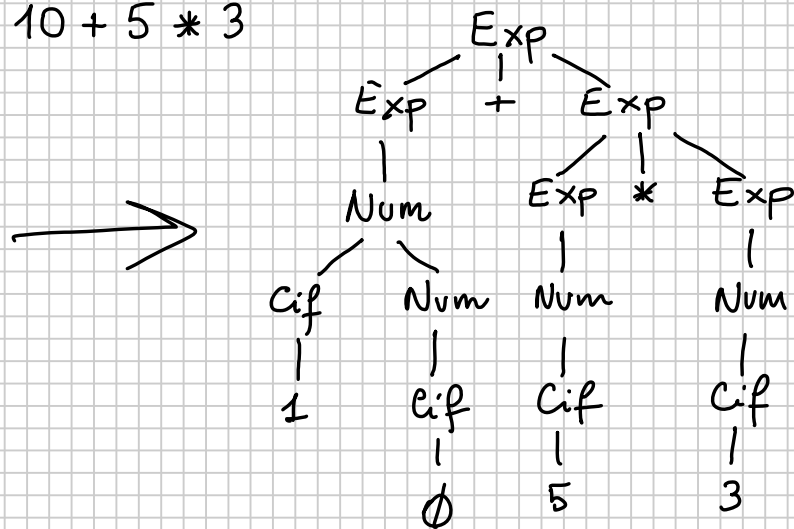 10 + 5 * 3
Exp
Exp + Exp
Num Exp * Exp
Cif Num Num Num
1 Cif Cif Cif
0 5 3